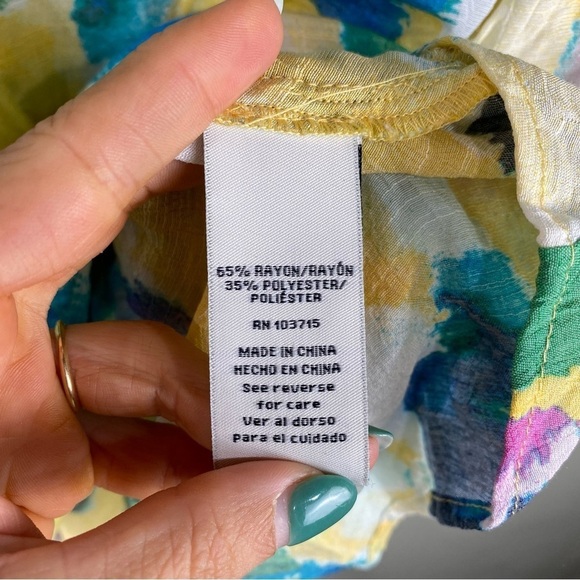 65% RAYON/RAYÓN
35% POLYESTER/
POLIÉSTER
RN 103715
MADE IN CHINA
HECHO EN CHINA
See reverse
for care
Ver al dorso
Para el cuidado